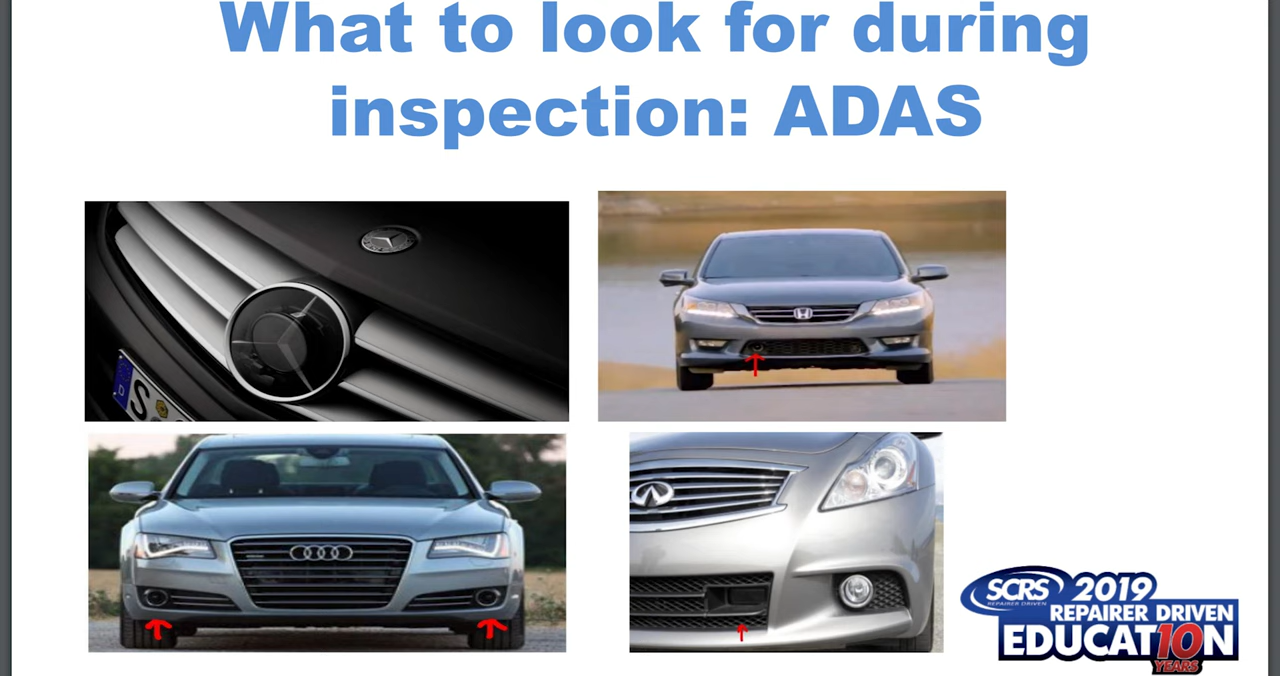 What to look for during
inspection: ADAS
S
D
SCRS
REPAIRER DRIVEN
2019
REPAIRER DRIVEN
EDUCAT10N
YEARS